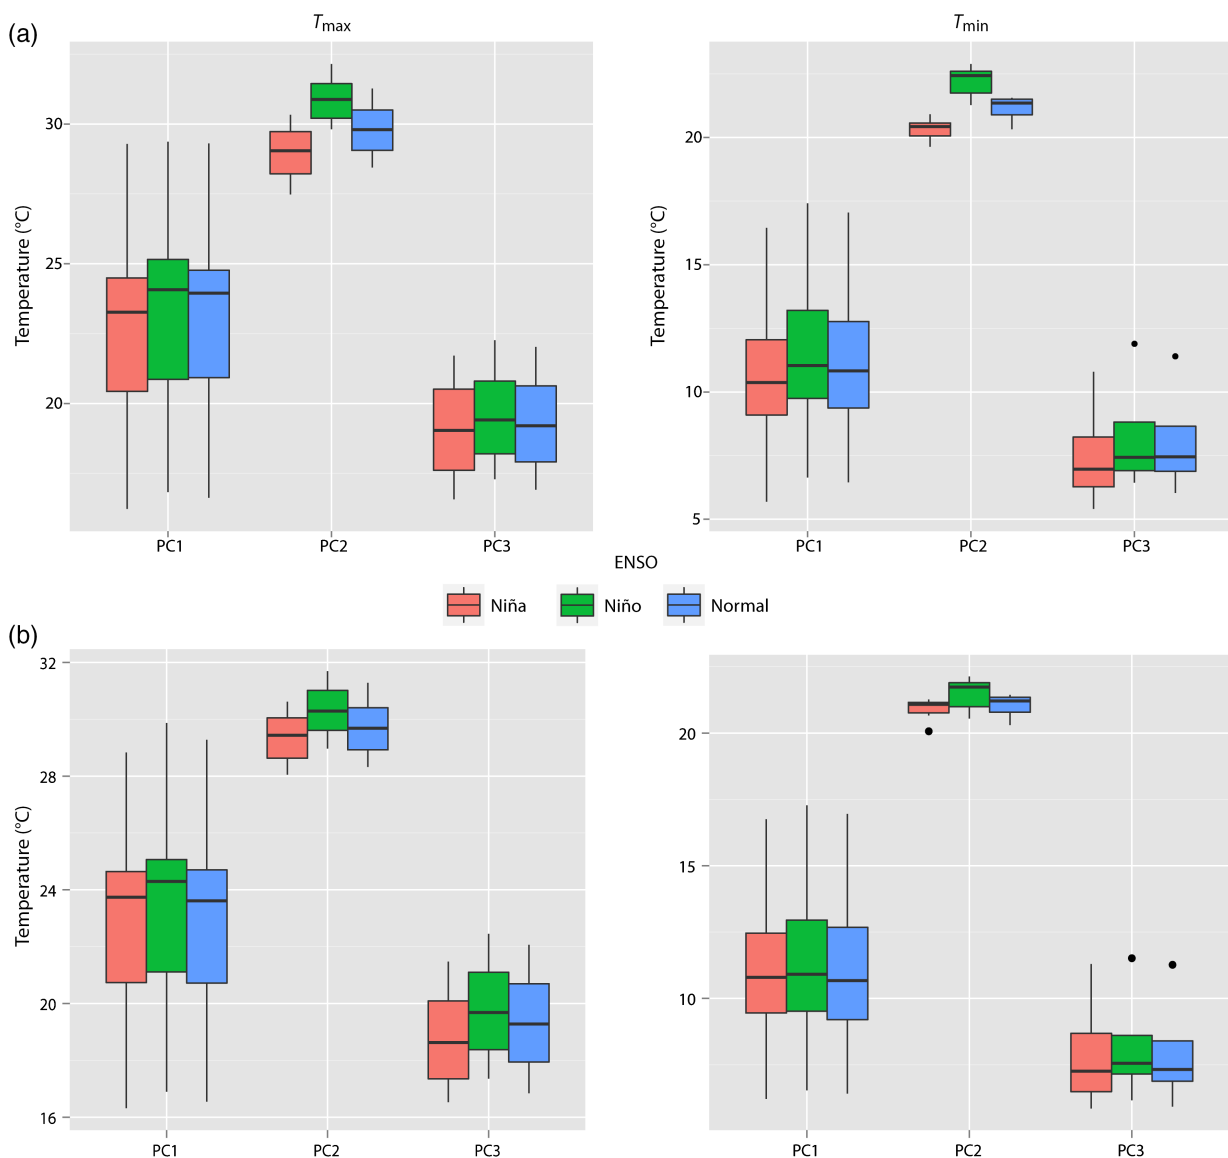 (a)
Tmax
Tmin
Temperature (°C)
30
25
20
PC1
PC2
PC3
Temperature (°C)
20
15
10
5
PC1
PC2
PC3
ENSO
Niña
Niño
Normal
(b)
Temperature (°C)
32
28
24
20
16
PC1
PC2
PC3
20
15
10
PC1
PC2
PC3